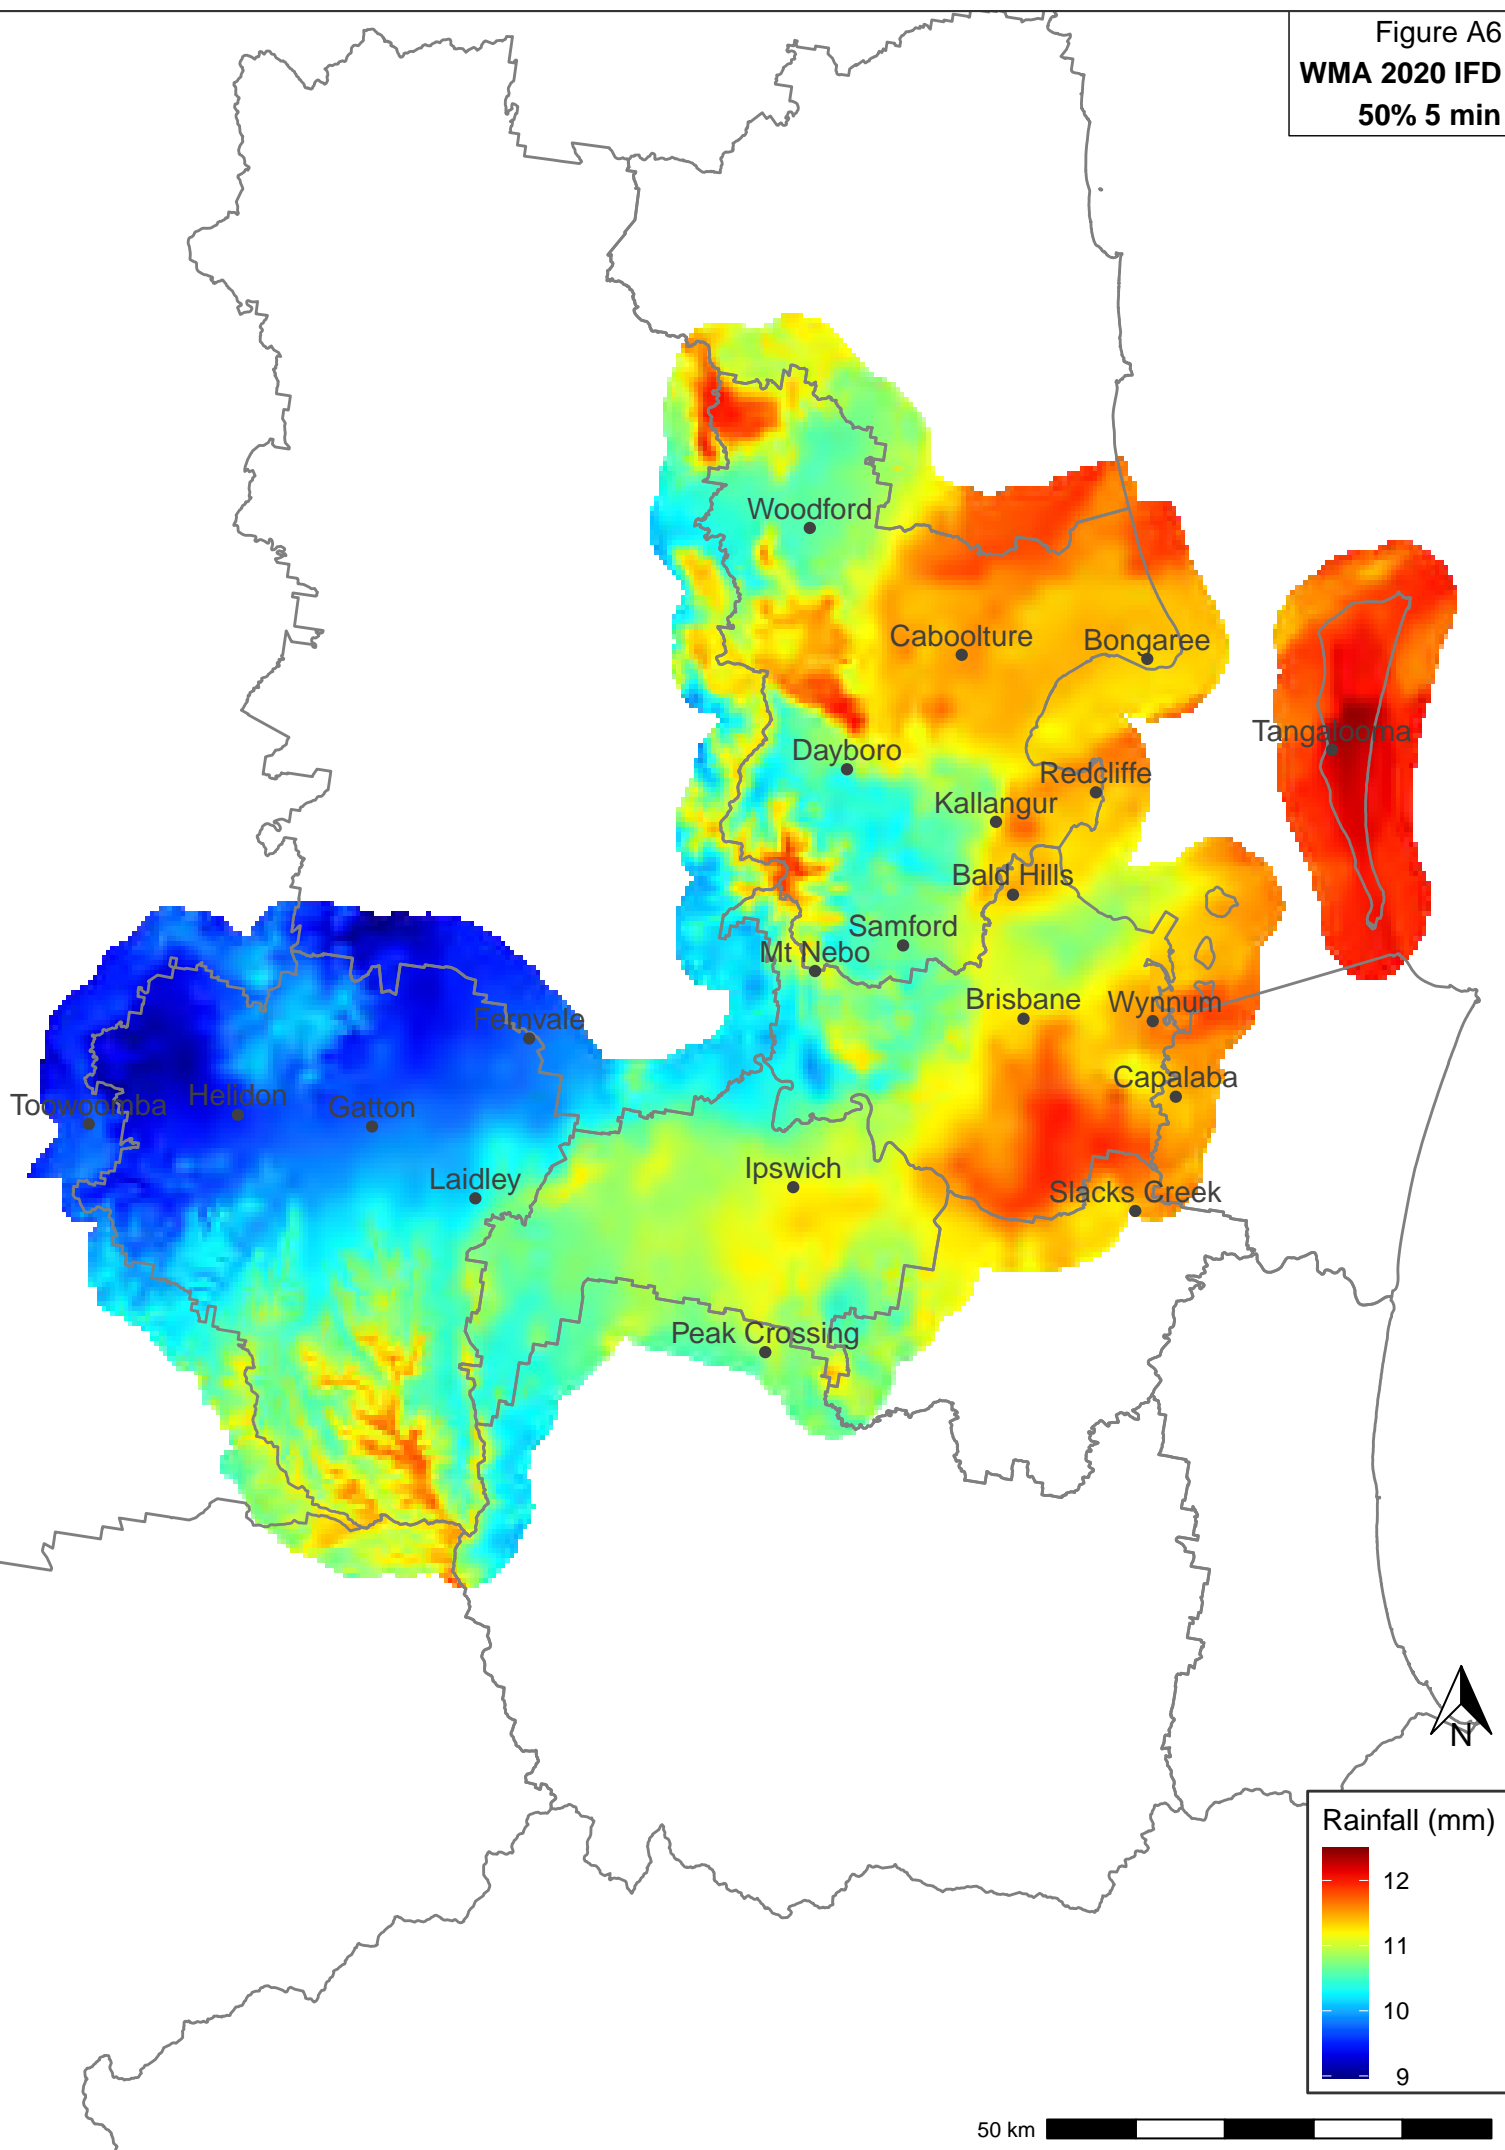 Figure A6
WMA 2020 IFD
50% 5 min
Woodford
Caboolture
Bongaree
Tangalooma
Dayboro
Redcliffe
Kallangur
Bald Hills
Samford
Mt Nebo
Brisbane
Wynnum
Fernvale
Capalaba
Toowoomba
Helidon
Gatton
Ipswich
Laidley
Slacks Creek
Peak Crossing
N
Rainfall (mm)
12
11
10
9
50 km